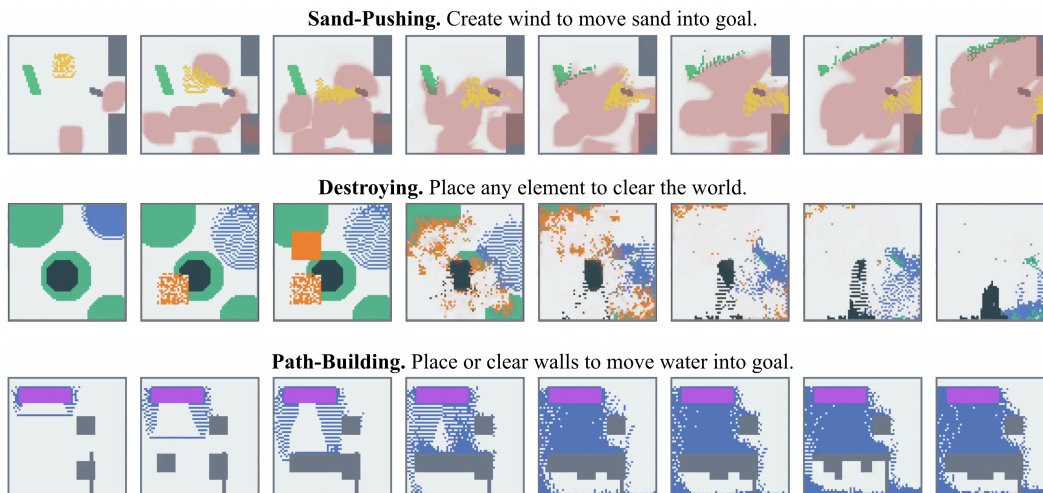 Sand-Pushing. Create wind to move sand into goal.
Destroying. Place any element to clear the world.
Path-Building. Place or clear walls to move water into goal.